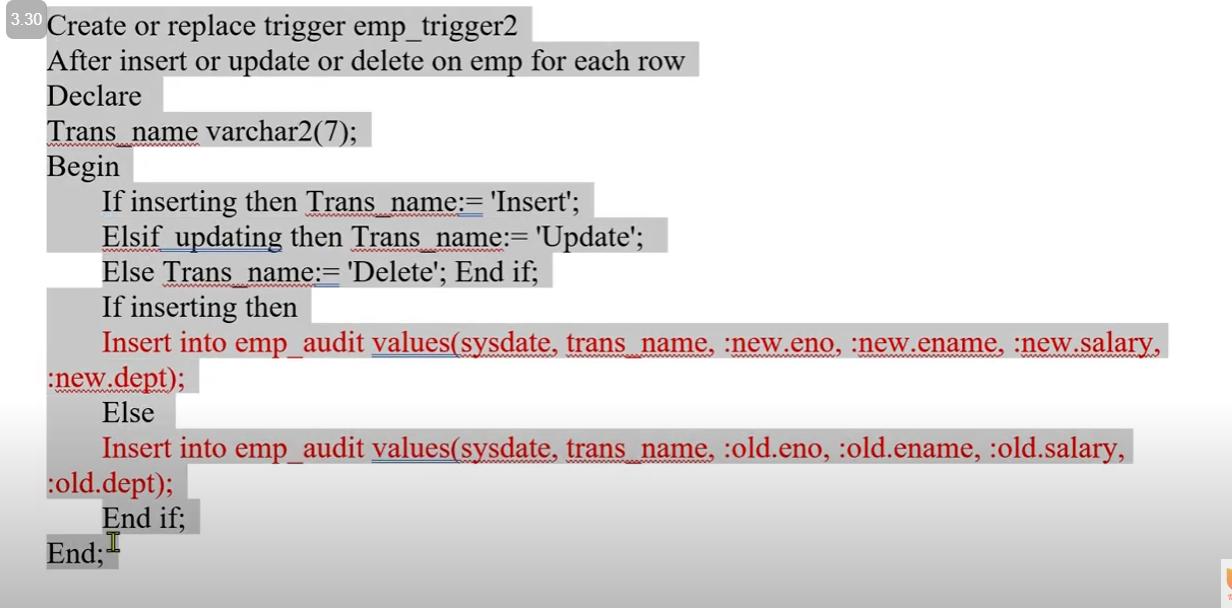 3.30
Create or replace trigger emp_trigger2
After insert or update or delete on emp for each row
Declare
Trans_name varchar2(7);
Begin
If inserting then Trans_name:= 'Insert';
Elsif updating then Trans_name:= 'Update';
Else Trans_name:= 'Delete'; End if;
If inserting then
Insert into emp_audit values(sysdate, trans_name, :new.eno, :new.ename, :new.salary,
:new.dept);
Else
Insert into emp_audit values(sysdate, trans_name, :old.eno, :old.ename, :old.salary,
:old.dept);
End if;
End;